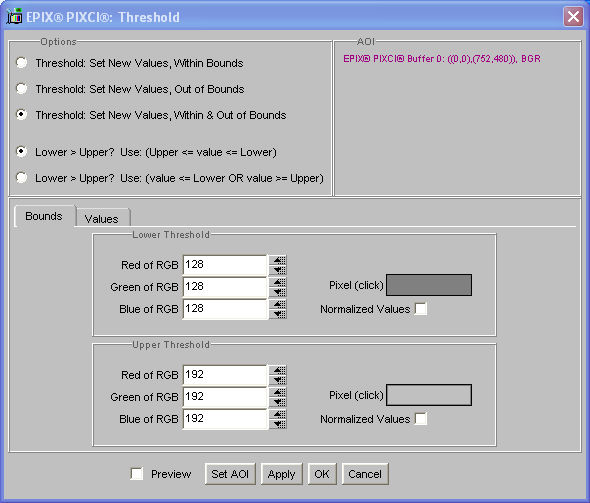 EPIX® PIXCI®: Threshold
Options
Threshold: Set New Values, Within Bounds
Threshold: Set New Values, Out of Bounds
Threshold: Set New Values, Within & Out of Bounds
Lower > Upper? Use: (Upper <= value <= Lower)
Lower > Upper? Use: (value <= Lower OR value >= Upper)
AOI
EPIX® PIXCI® Buffer 0: ((0,0),(752,480)), BGR
Bounds
Values
Lower Threshold
Red of RGB 128
Green of RGB 128
Blue of RGB 128
Pixel (click)
Normalized Values
Upper Threshold
Red of RGB 192
Green of RGB 192
Blue of RGB 192
Pixel (click)
Normalized Values
Preview
Set AOI
Apply
OK
Cancel